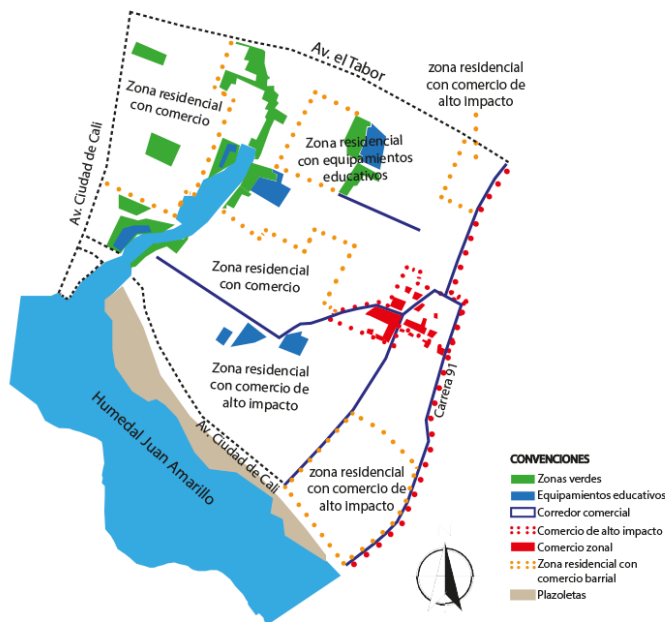 Av. el Tabor
zona residencial
con comercio de
alto impacto
Zona residencial
con comercio
Zona residencial
con equipamientos
educativos
Av. Ciudad de Cali
Zona residencial
con comercio
Zona residencial
con comercio de
alto impacto
Carrera 91
Humedal Juan Amarillo
Av. Ciudad de Cali
zona residencial
con comercio de
alto impacto
CONVENCIONES
Zonas verdes
Equipamientos educativos
Corredor comercial
Comercio de alto impacto
Comercio zonal
Zona residencial con
comercio barrial
Plazoletas